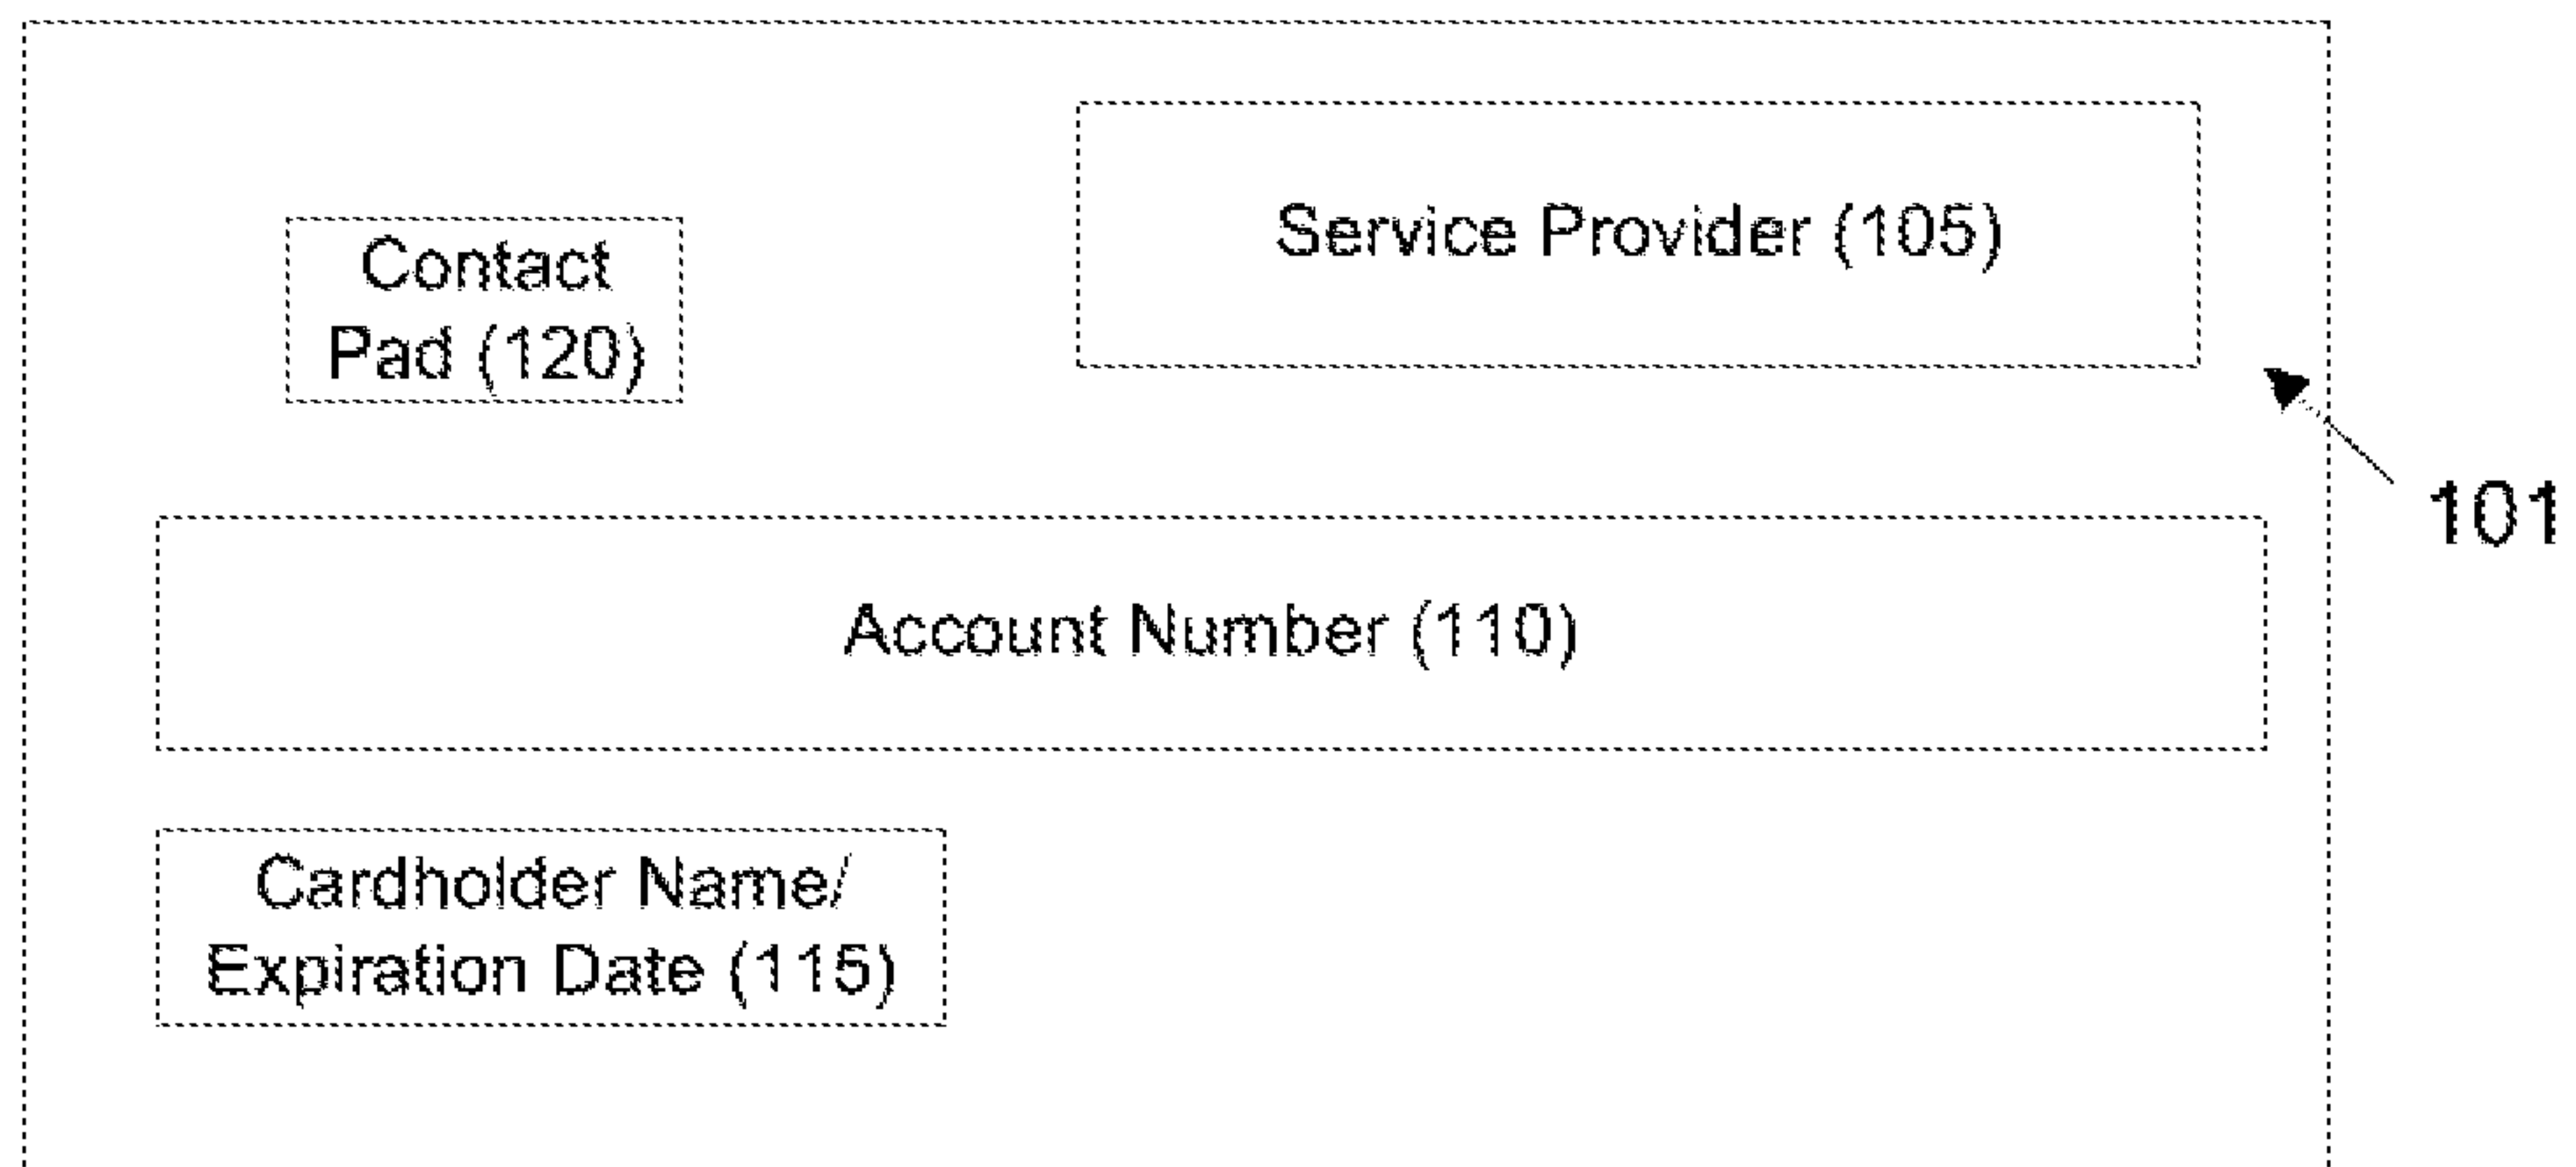 Service Provider (105)
Contact
Pad (120)
101
Account Number (110)
Cardholder Name/
Expiration Date (115)